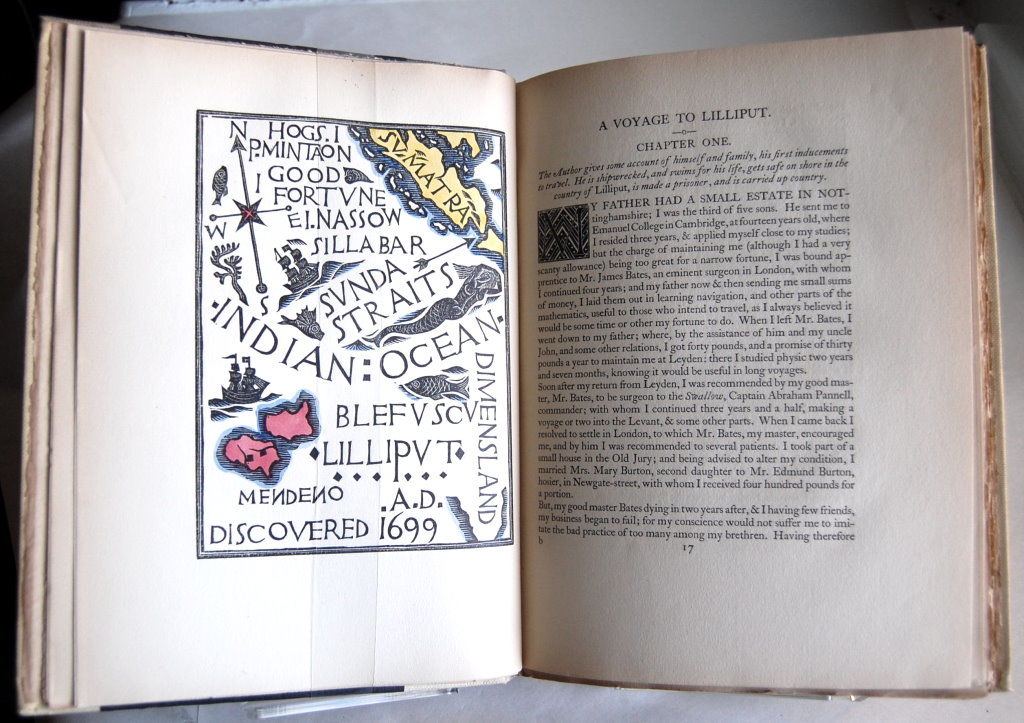 N HOGS. I
P.MINTAON
GOOD
I
FORTVNE
E I.NASSOW
W
SILLABAR
SVMATRA
SVNDA
STRAITS
S
·INDIAN: OCEAN·
DIMENSLAND
BLEFVSCV
·LILLIPVT·
MENDENO
.A.D.
DISCOVERED 1699
A VOYAGE TO LILLIPUT.
CHAPTER ONE.
The Author gives some account of himself and family, his first inducements
to travel. He is shipwrecked, and swims for his life, gets safe on shore in the
country of Lilliput, is made a prisoner, and is carried up country.
MY FATHER HAD A SMALL ESTATE IN NOT-
tinghamshire; I was the third of five sons. He sent me to
Emanuel College in Cambridge, at fourteen years old, where
I resided three years, & applied myself close to my studies;
but the charge of maintaining me (although I had a very
scanty allowance) being too great for a narrow fortune, I was bound ap-
prentice to Mr. James Bates, an eminent surgeon in London, with whom
I continued four years; and my father now & then sending me small sums
of money, I laid them out in learning navigation, and other parts of the
mathematics, useful to those who intend to travel, as I always believed it
would be some time or other my fortune to do. When I left Mr. Bates, I
went down to my father; where, by the assistance of him and my uncle
John, and some other relations, I got forty pounds, and a promise of thirty
pounds a year to maintain me at Leyden: there I studied physic two years
and seven months, knowing it would be useful in long voyages.
Soon after my return from Leyden, I was recommended by my good mas-
ter, Mr. Bates, to be surgeon to the Swallow, Captain Abraham Pannell,
commander; with whom I continued three years and a half, making a
voyage or two into the Levant, & some other parts. When I came back I
resolved to settle in London, to which Mr. Bates, my master, encouraged
me, and by him I was recommended to several patients. I took part of a
small house in the Old Jury; and being advised to alter my condition, I
married Mrs. Mary Burton, second daughter to Mr. Edmund Burton,
hosier, in Newgate-street, with whom I received four hundred pounds for
a portion.
But, my good master Bates dying in two years after, & I having few friends,
my business began to fail; for my conscience would not suffer me to imi-
tate the bad practice of too many among my brethren. Having therefore
b
17